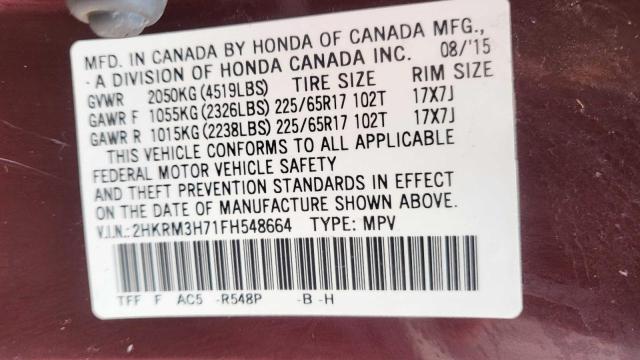 MFD. IN CANADA BY HONDA OF CANADA MFG.,
- A DIVISION OF HONDA CANADA INC. 08/'15
GVWR 2050KG (4519LBS) TIRE SIZE RIM SIZE
GAWR F 1055KG (2326LBS) 225/65R17 102T 17X7J
GAWR R 1015KG (2238LBS) 225/65R17 102T 17X7J
THIS VEHICLE CONFORMS TO ALL APPLICABLE
FEDERAL MOTOR VEHICLE SAFETY
AND THEFT PREVENTION STANDARDS IN EFFECT
ON THE DATE OF MANUFACTURE SHOWN ABOVE.
V.I.N.: 2HKRM3H71FH548664 TYPE: MPV
TFF F AC5 -R548P -B -H